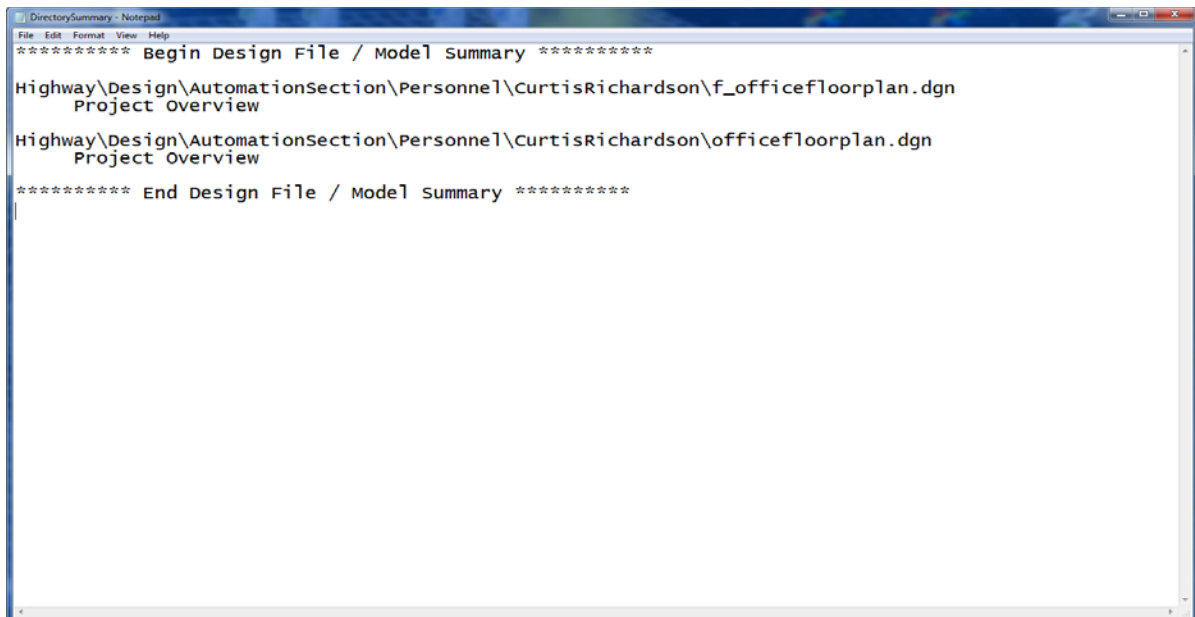 DirectorySummary - Notepad
File Edit Format View Help
********** Begin Design File / Model Summary **********
Highway\Design\AutomationSection\Personnel\CurtisRichardson\f_officefloorplan.dgn
Project Overview
Highway\Design\AutomationSection\Personnel\CurtisRichardson\officefloorplan.dgn
Project Overview
********** End Design File / Model Summary **********